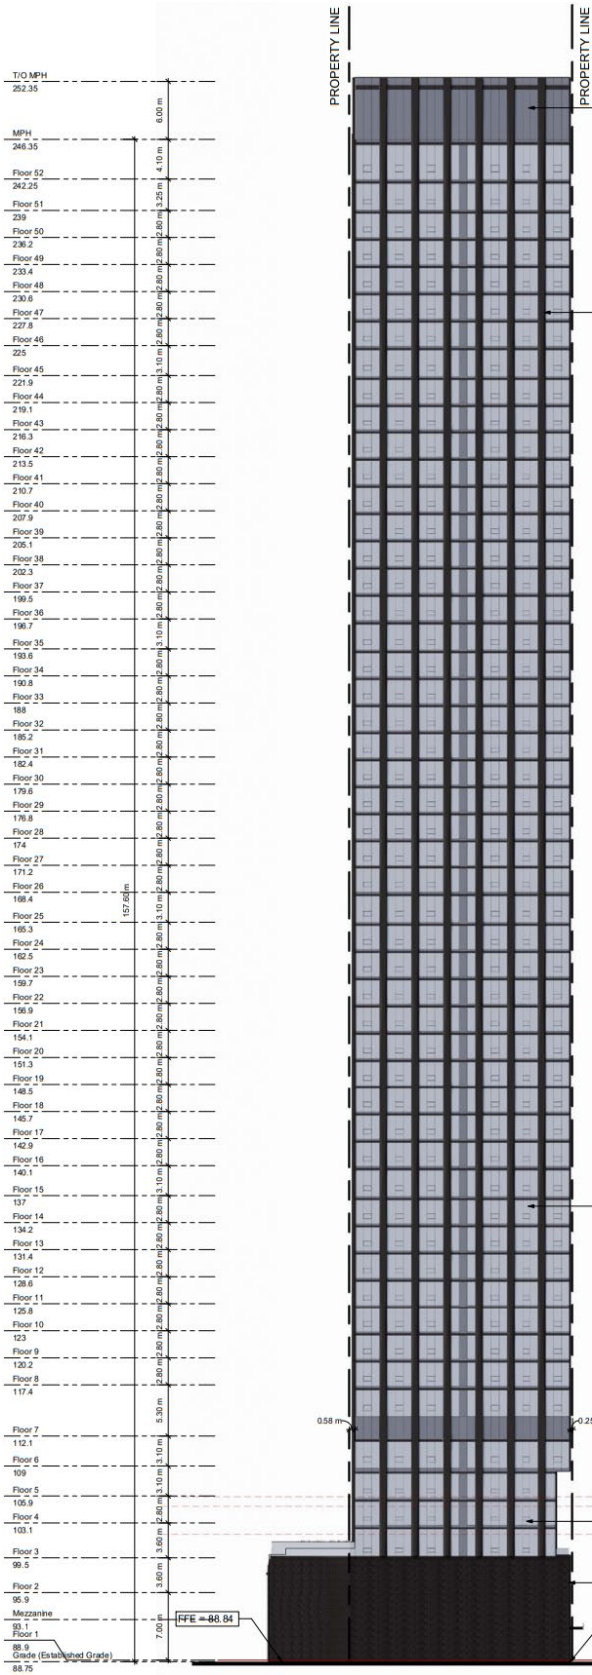 PROPERTY LINE
PROPERTY LINE
T/O MPH
252.35
6.00 m
MPH
246.35
4.10 m
Floor 52
242.25
3.25 m
Floor 51
239
2.80 m
Floor 50
236.2
2.80 m
Floor 49
233.4
2.80 m
Floor 48
230.6
2.80 m
Floor 47
227.8
2.80 m
Floor 46
225
3.10 m
Floor 45
221.9
2.80 m
Floor 44
219.1
2.80 m
Floor 43
216.3
2.80 m
Floor 42
213.5
2.80 m
Floor 41
210.7
2.80 m
Floor 40
207.9
2.80 m
Floor 39
205.1
2.80 m
Floor 38
202.3
2.80 m
Floor 37
199.5
2.80 m
Floor 36
196.7
3.10 m
Floor 35
193.6
2.80 m
Floor 34
190.8
2.80 m
Floor 33
188
2.80 m
Floor 32
185.2
2.80 m
Floor 31
182.4
2.80 m
Floor 30
179.6
2.80 m
Floor 29
176.8
2.80 m
Floor 28
174
2.80 m
Floor 27
171.2
2.80 m
Floor 26
168.4
157.60 m
3.10 m
Floor 25
165.3
2.80 m
Floor 24
162.5
2.80 m
Floor 23
159.7
2.80 m
Floor 22
156.9
2.80 m
Floor 21
154.1
2.80 m
Floor 20
151.3
2.80 m
Floor 19
148.5
2.80 m
Floor 18
145.7
2.80 m
Floor 17
142.9
2.80 m
Floor 16
140.1
3.10 m
Floor 15
137
2.80 m
Floor 14
134.2
2.80 m
Floor 13
131.4
2.80 m
Floor 12
128.6
2.80 m
Floor 11
125.8
2.80 m
Floor 10
123
2.80 m
Floor 9
120.2
2.80 m
Floor 8
117.4
5.30 m
0.58 m
0.25
Floor 7
112.1
3.10 m
Floor 6
109
3.10 m
Floor 5
105.9
2.80 m
Floor 4
103.1
3.60 m
Floor 3
99.5
3.60 m
Floor 2
95.9
Mezzanine
93.1
7.00 m
FFE = 88.84
Floor 1
88.9
Grade (Established Grade)
88.75